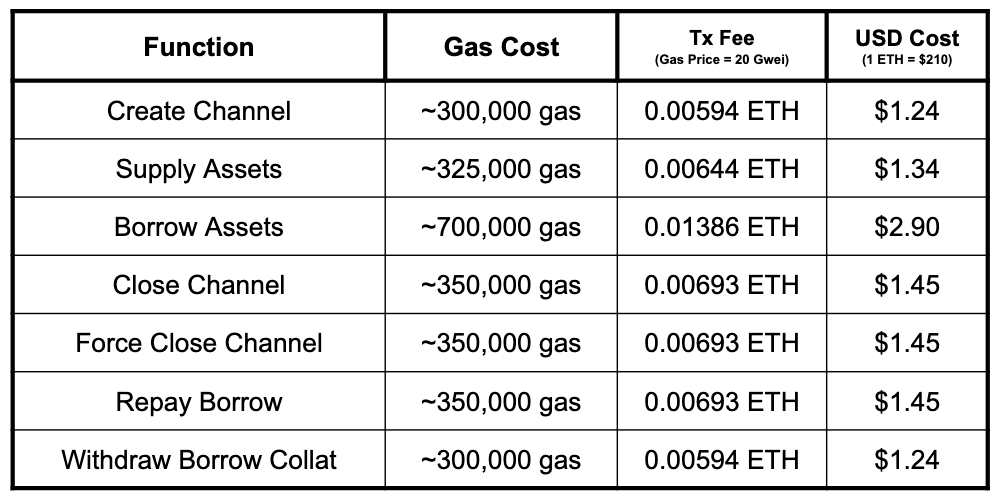 Function Gas Cost Tx Fee USD Cost
(Gas Price = 20 Gwei) (1 ETH = $210)
Create Channel ~300,000 gas 0.00594 ETH $1.24
Supply Assets ~325,000 gas 0.00644 ETH $1.34
Borrow Assets ~700,000 gas 0.01386 ETH $2.90
Close Channel ~350,000 gas 0.00693 ETH $1.45
Force Close Channel ~350,000 gas 0.00693 ETH $1.45
Repay Borrow ~350,000 gas 0.00693 ETH $1.45
Withdraw Borrow Collat ~300,000 gas 0.00594 ETH $1.24